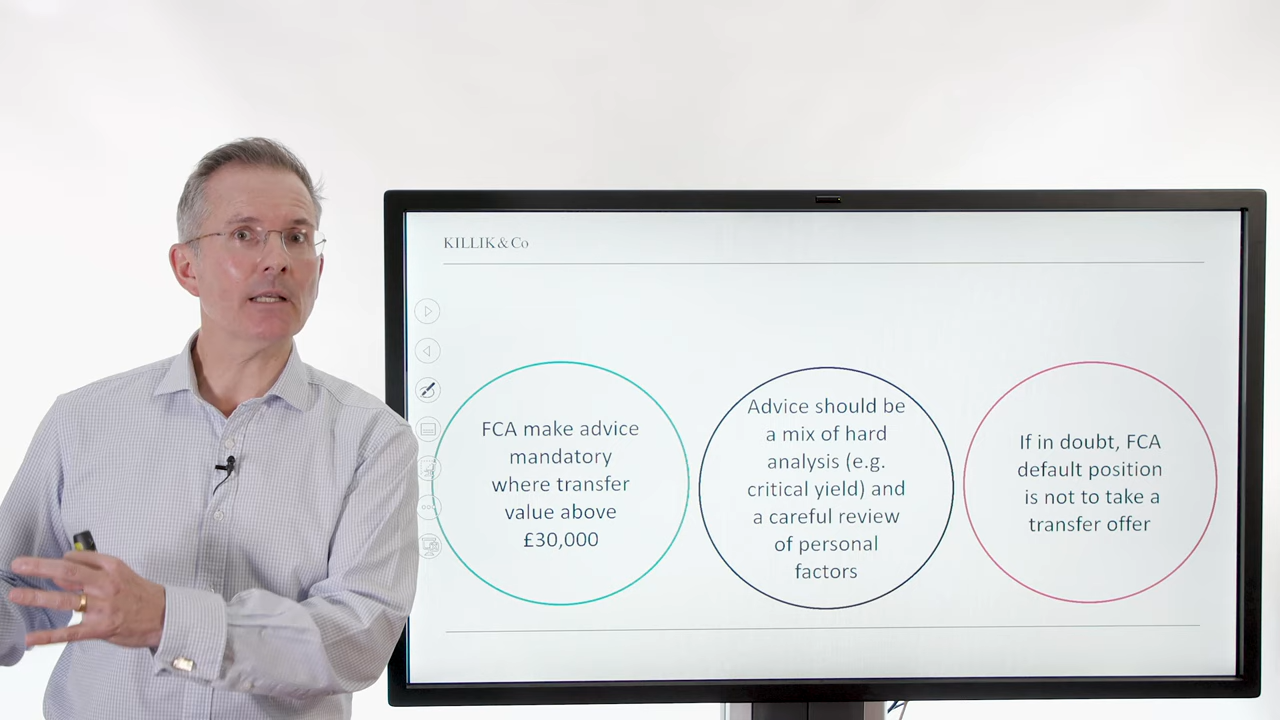 KILLIK & Co
FCA make advice
mandatory
where transfer
value above
£30,000
Advice should be
a mix of hard
analysis (e.g.
critical yield) and
a careful review
of personal
factors
If in doubt, FCA
default position
is not to take a
transfer offer